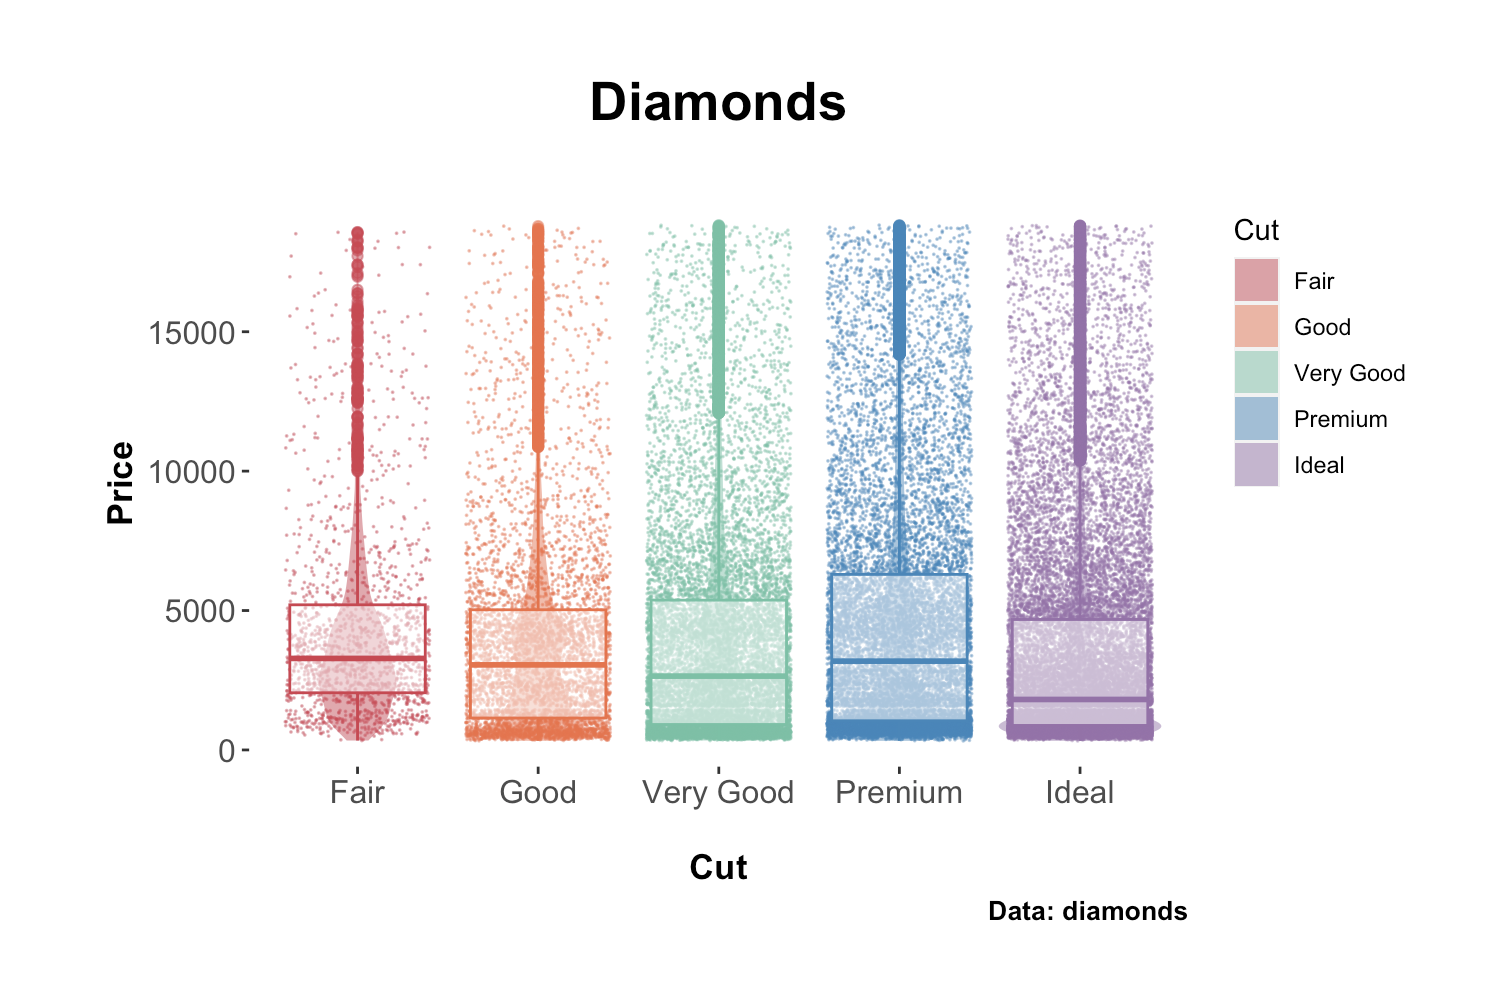 Diamonds
Price
15000
10000
5000
0
Fair
Good
Very Good
Premium
Ideal
Cut
Cut
Fair
Good
Very Good
Premium
Ideal
Data: diamonds